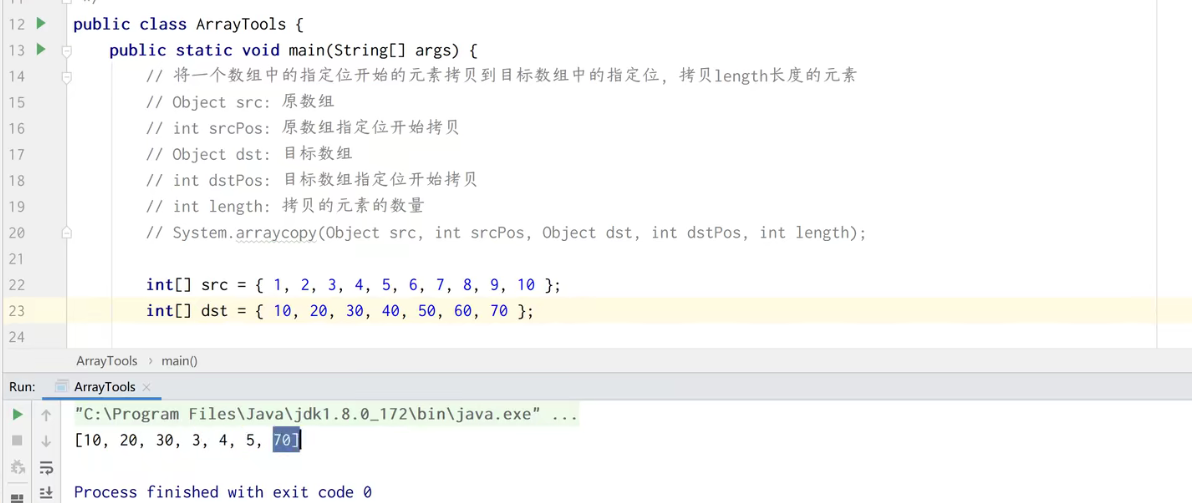 12 public class ArrayTools {
13 public static void main(String[] args) {
14 // 将一个数组中的指定位开始的元素拷贝到目标数组中的指定位, 拷贝length长度的元素
15 // Object src: 原数组
16 // int srcPos: 原数组指定位开始拷贝
17 // Object dst: 目标数组
18 // int dstPos: 目标数组指定位开始拷贝
19 // int length: 拷贝的元素的数量
20 // System.arraycopy(Object src, int srcPos, Object dst, int dstPos, int length);
21
22 int[] src = { 1, 2, 3, 4, 5, 6, 7, 8, 9, 10 };
23 int[] dst = { 10, 20, 30, 40, 50, 60, 70 };
24
ArrayTools › main()
Run: ArrayTools ×
"C:\Program Files\Java\jdk1.8.0_172\bin\java.exe" ...
[10, 20, 30, 3, 4, 5, 70]
Process finished with exit code 0